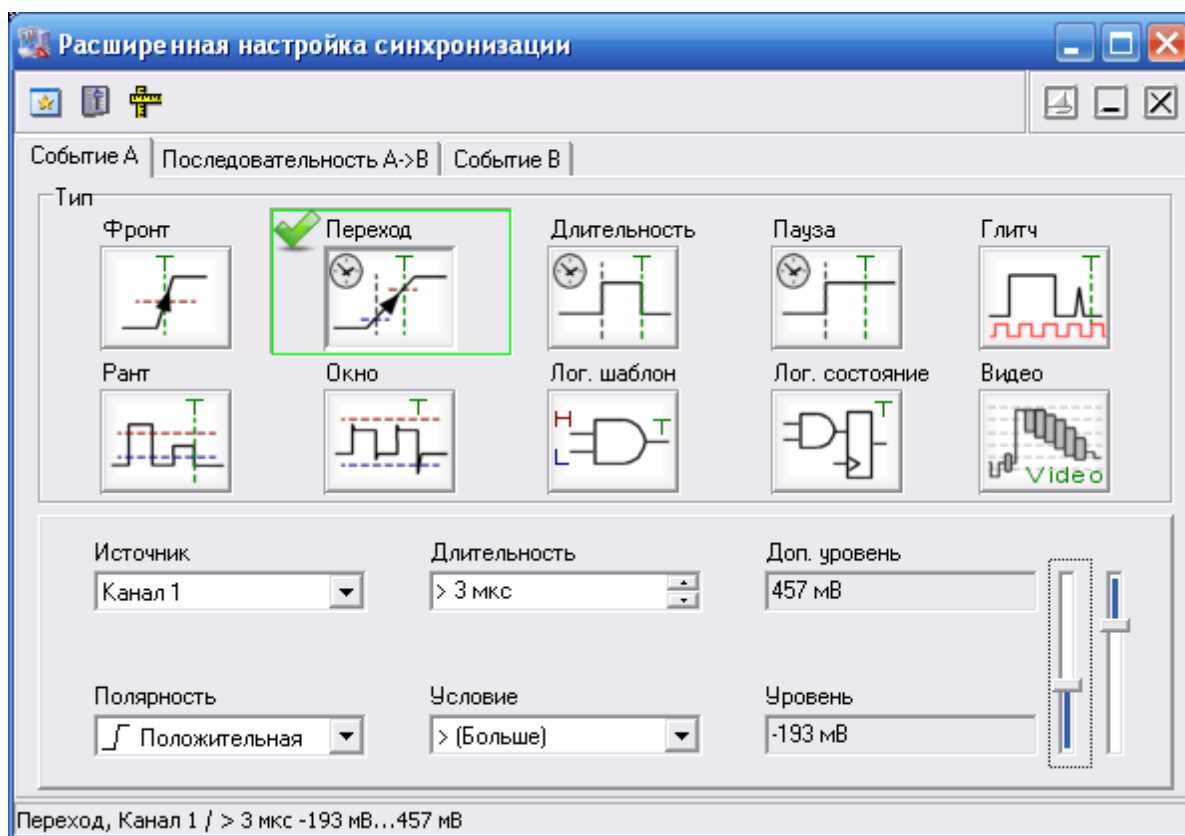 Расширенная настройка синхронизации
Событие А
Последовательность A->B
Событие В
Тип
Фронт
Переход
Длительность
Пауза
Глитч
T
T
T
T
T
Рант
Окно
Лог. шаблон
Лог. состояние
Видео
T
T
H
L
T
T
Video
Источник
Длительность
Доп. уровень
Канал 1
> 3 мкс
457 мВ
Полярность
Условие
Уровень
Положительная
> (Больше)
-193 мВ
Переход, Канал 1 / > 3 мкс -193 мВ...457 мВ